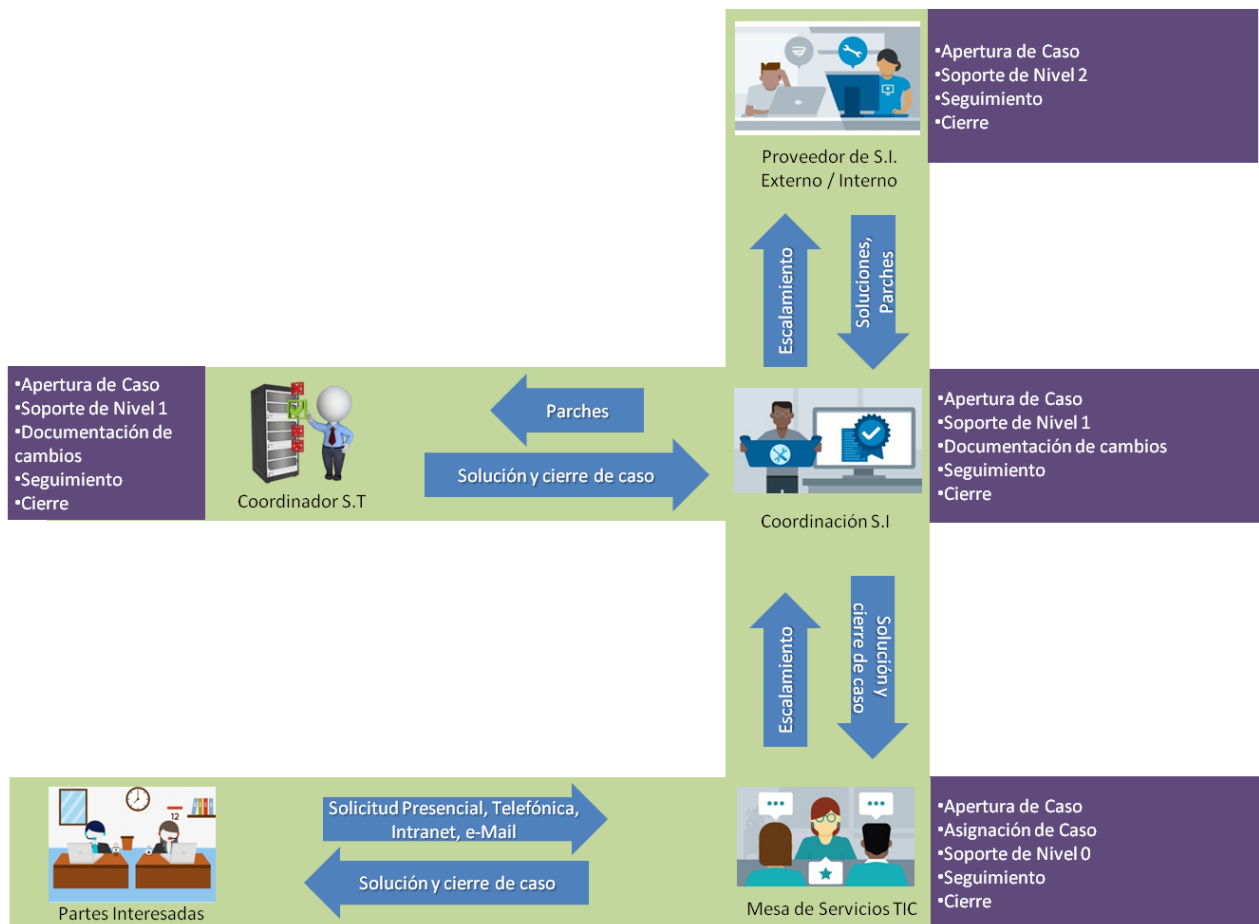 •Apertura de Caso
•Soporte de Nivel 2
•Seguimiento
•Cierre
Proveedor de S.I.
Externo / Interno
Escalamiento
Soluciones,
Parches
•Apertura de Caso
•Soporte de Nivel 1
•Documentación de
cambios
•Seguimiento
•Cierre
Coordinador S.T
Parches
Solución y cierre de caso
Coordinación S.I
•Apertura de Caso
•Soporte de Nivel 1
•Documentación de cambios
•Seguimiento
•Cierre
Escalamiento
Solución y
cierre de caso
12
Partes Interesadas
Solicitud Presencial, Telefónica,
Intranet, e-Mail
Solución y cierre de caso
Mesa de Servicios TIC
•Apertura de Caso
•Asignación de Caso
•Soporte de Nivel 0
•Seguimiento
•Cierre